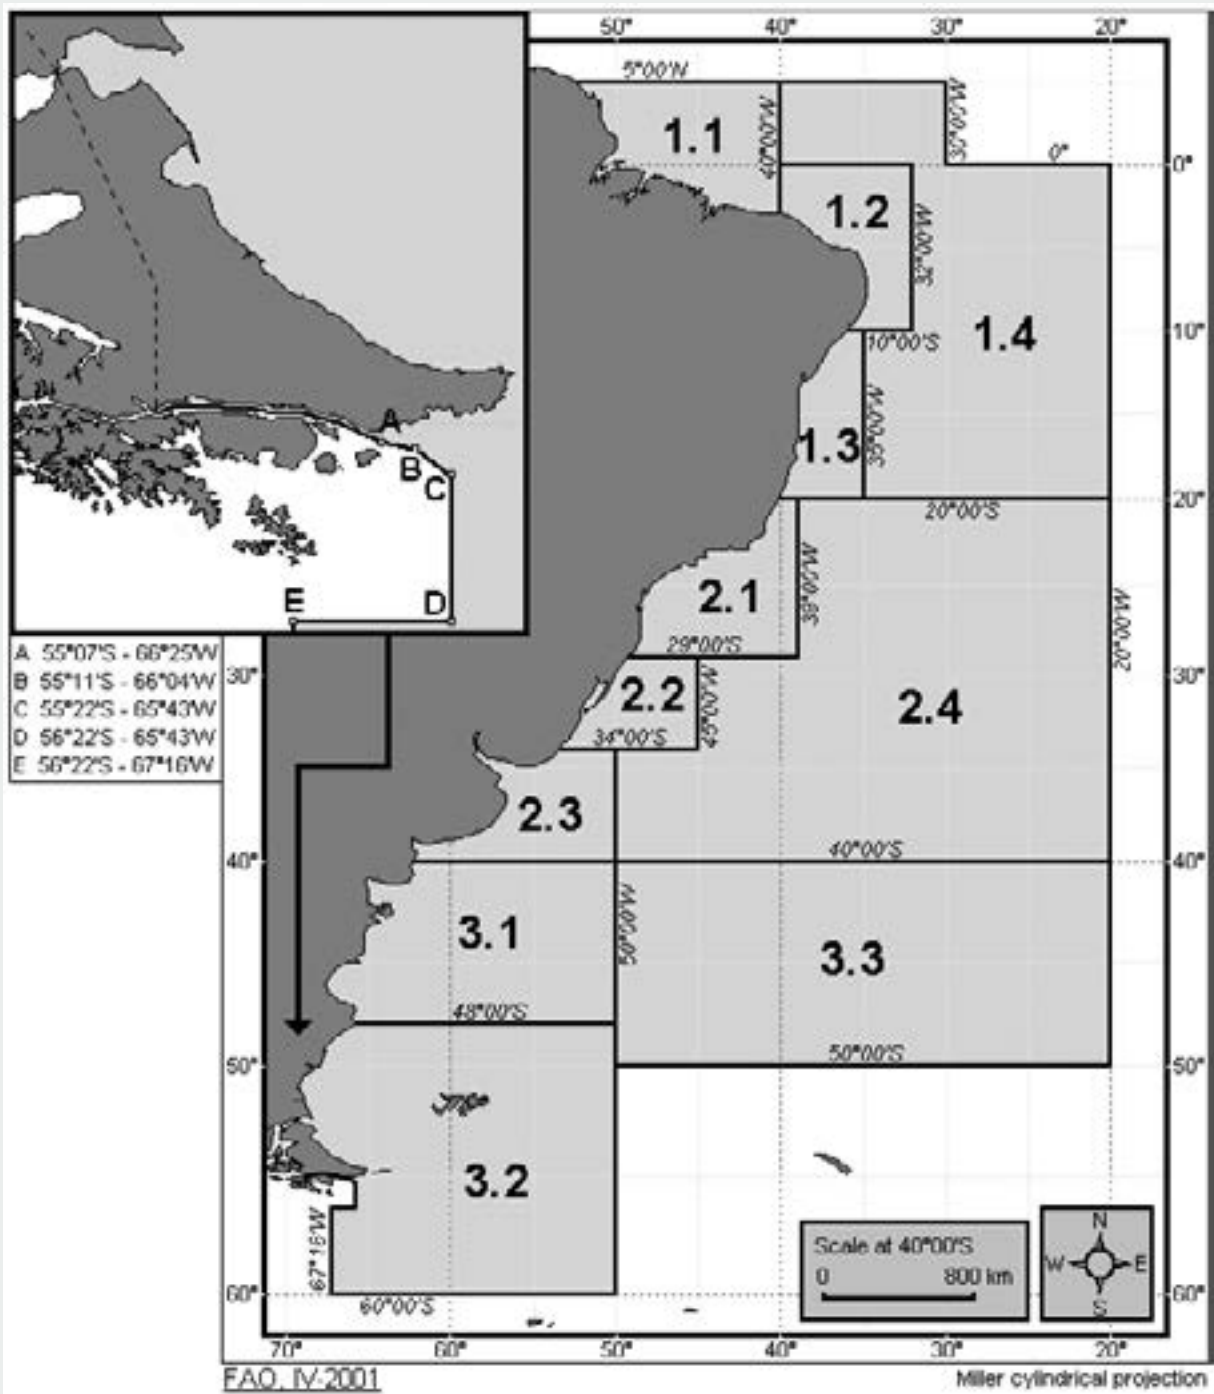 50° 40° 30° 20°
5°00'N
40°00'W
30°00'W
0°
0°
1.1
1.2
32°00'W
1.4
10°00'S
10°
1.3
35°00'W
20°00'S
20°
2.1
39°00'W
20°00'W
29°00'S
30°
30°
2.2
45°00'W
34°00'S
2.4
2.3
40°00'S
40°
40°
3.1
50°00'W
3.3
48°00'S
50°00'S
50°
50°
3.2
67°16'W
60°00'S
60°
60°
A
B
C
D
E
A 55°07'S - 66°25'W
B 55°11'S - 66°04'W
C 55°22'S - 65°43'W
D 56°22'S - 65°43'W
E 56°22'S - 67°16'W
Scale at 40°00'S
0 800 km
N
W E
S
70° 60° 50° 40° 30° 20°
FAO, IV-2001
Miller cylindrical projection